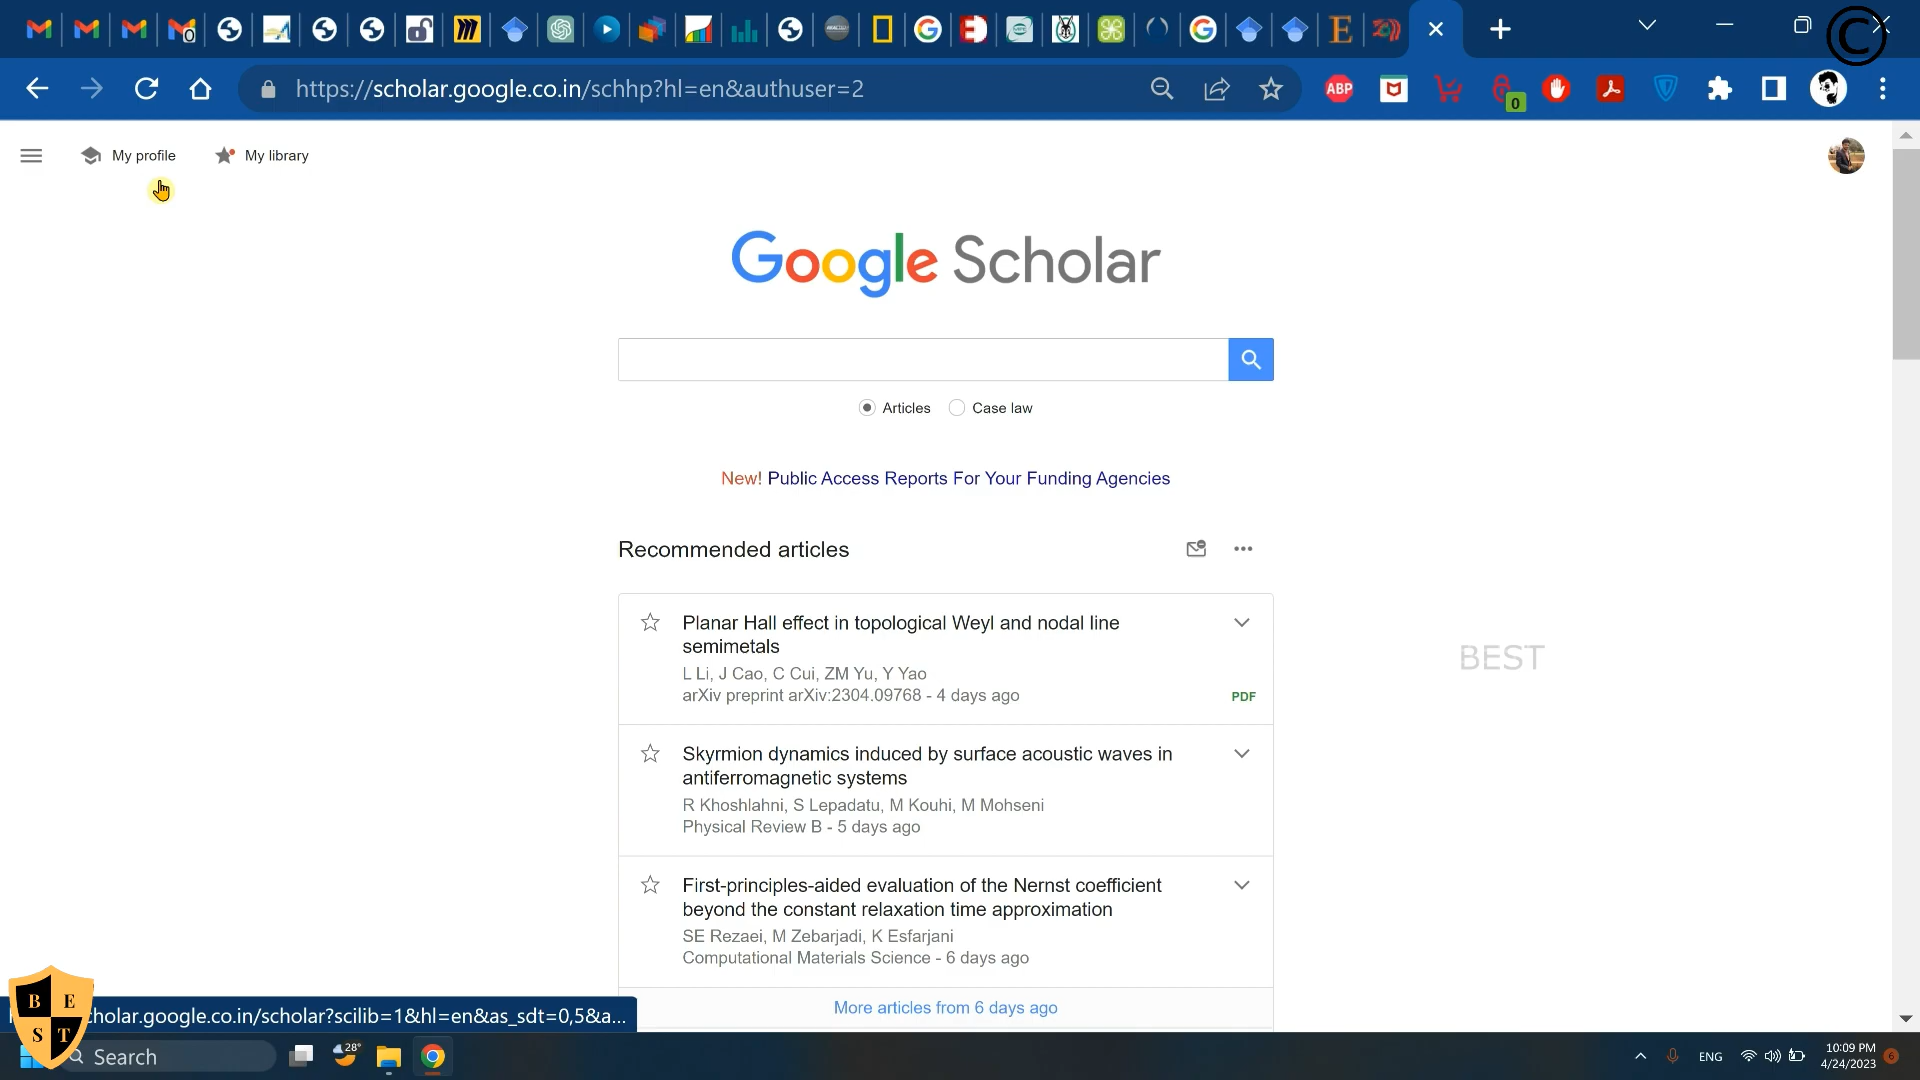 https://scholar.google.co.in/schhp?hl=en&authuser=2
ABP
0
©
My profile
My library
Google Scholar
Articles
Case law
New! Public Access Reports For Your Funding Agencies
Recommended articles
Planar Hall effect in topological Weyl and nodal line
semimetals
L Li, J Cao, C Cui, ZM Yu, Y Yao
arXiv preprint arXiv:2304.09768 - 4 days ago
PDF
BEST
Skyrmion dynamics induced by surface acoustic waves in
antiferromagnetic systems
R Khoshlahni, S Lepadatu, M Kouhi, M Mohseni
Physical Review B - 5 days ago
First-principles-aided evaluation of the Nernst coefficient
beyond the constant relaxation time approximation
SE Rezaei, M Zebarjadi, K Esfarjani
Computational Materials Science - 6 days ago
More articles from 6 days ago
cholar.google.co.in/scholar?scilib=1&hl=en&as_sdt=0,5&a...
B E
S T
Search
28°
ENG
10:09 PM
4/24/2023
6